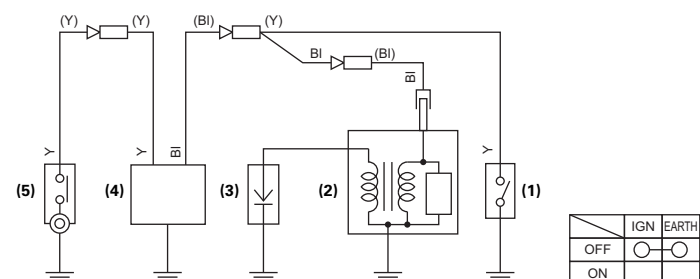 (Y) (Y) (Bl) (Y)
Bl (Bl)
Bl
Y Y Bl Y
(5) (4) (3) (2) (1)
IGN EARTH
OFF
ON